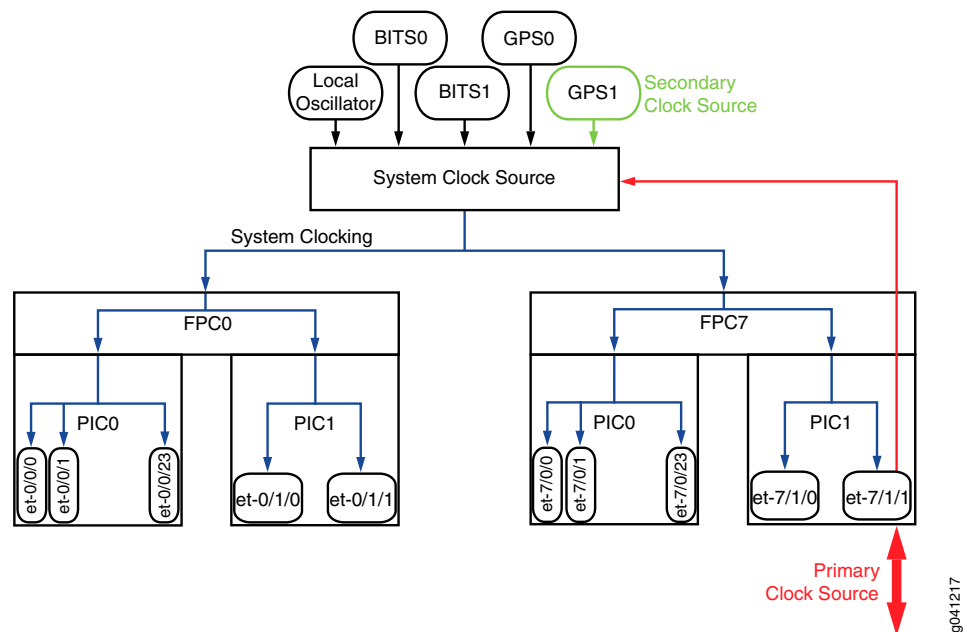 BITS0
GPS0
Local
Oscillator
BITS1
GPS1
Secondary
Clock Source
System Clock Source
System Clocking
FPC0
FPC7
PIC0
PIC1
PIC0
PIC1
et-0/0/0
et-0/0/1
et-0/0/23
et-0/1/0
et-0/1/1
et-7/0/0
et-7/0/1
et-7/0/23
et-7/1/0
et-7/1/1
Primary
Clock Source
g041217